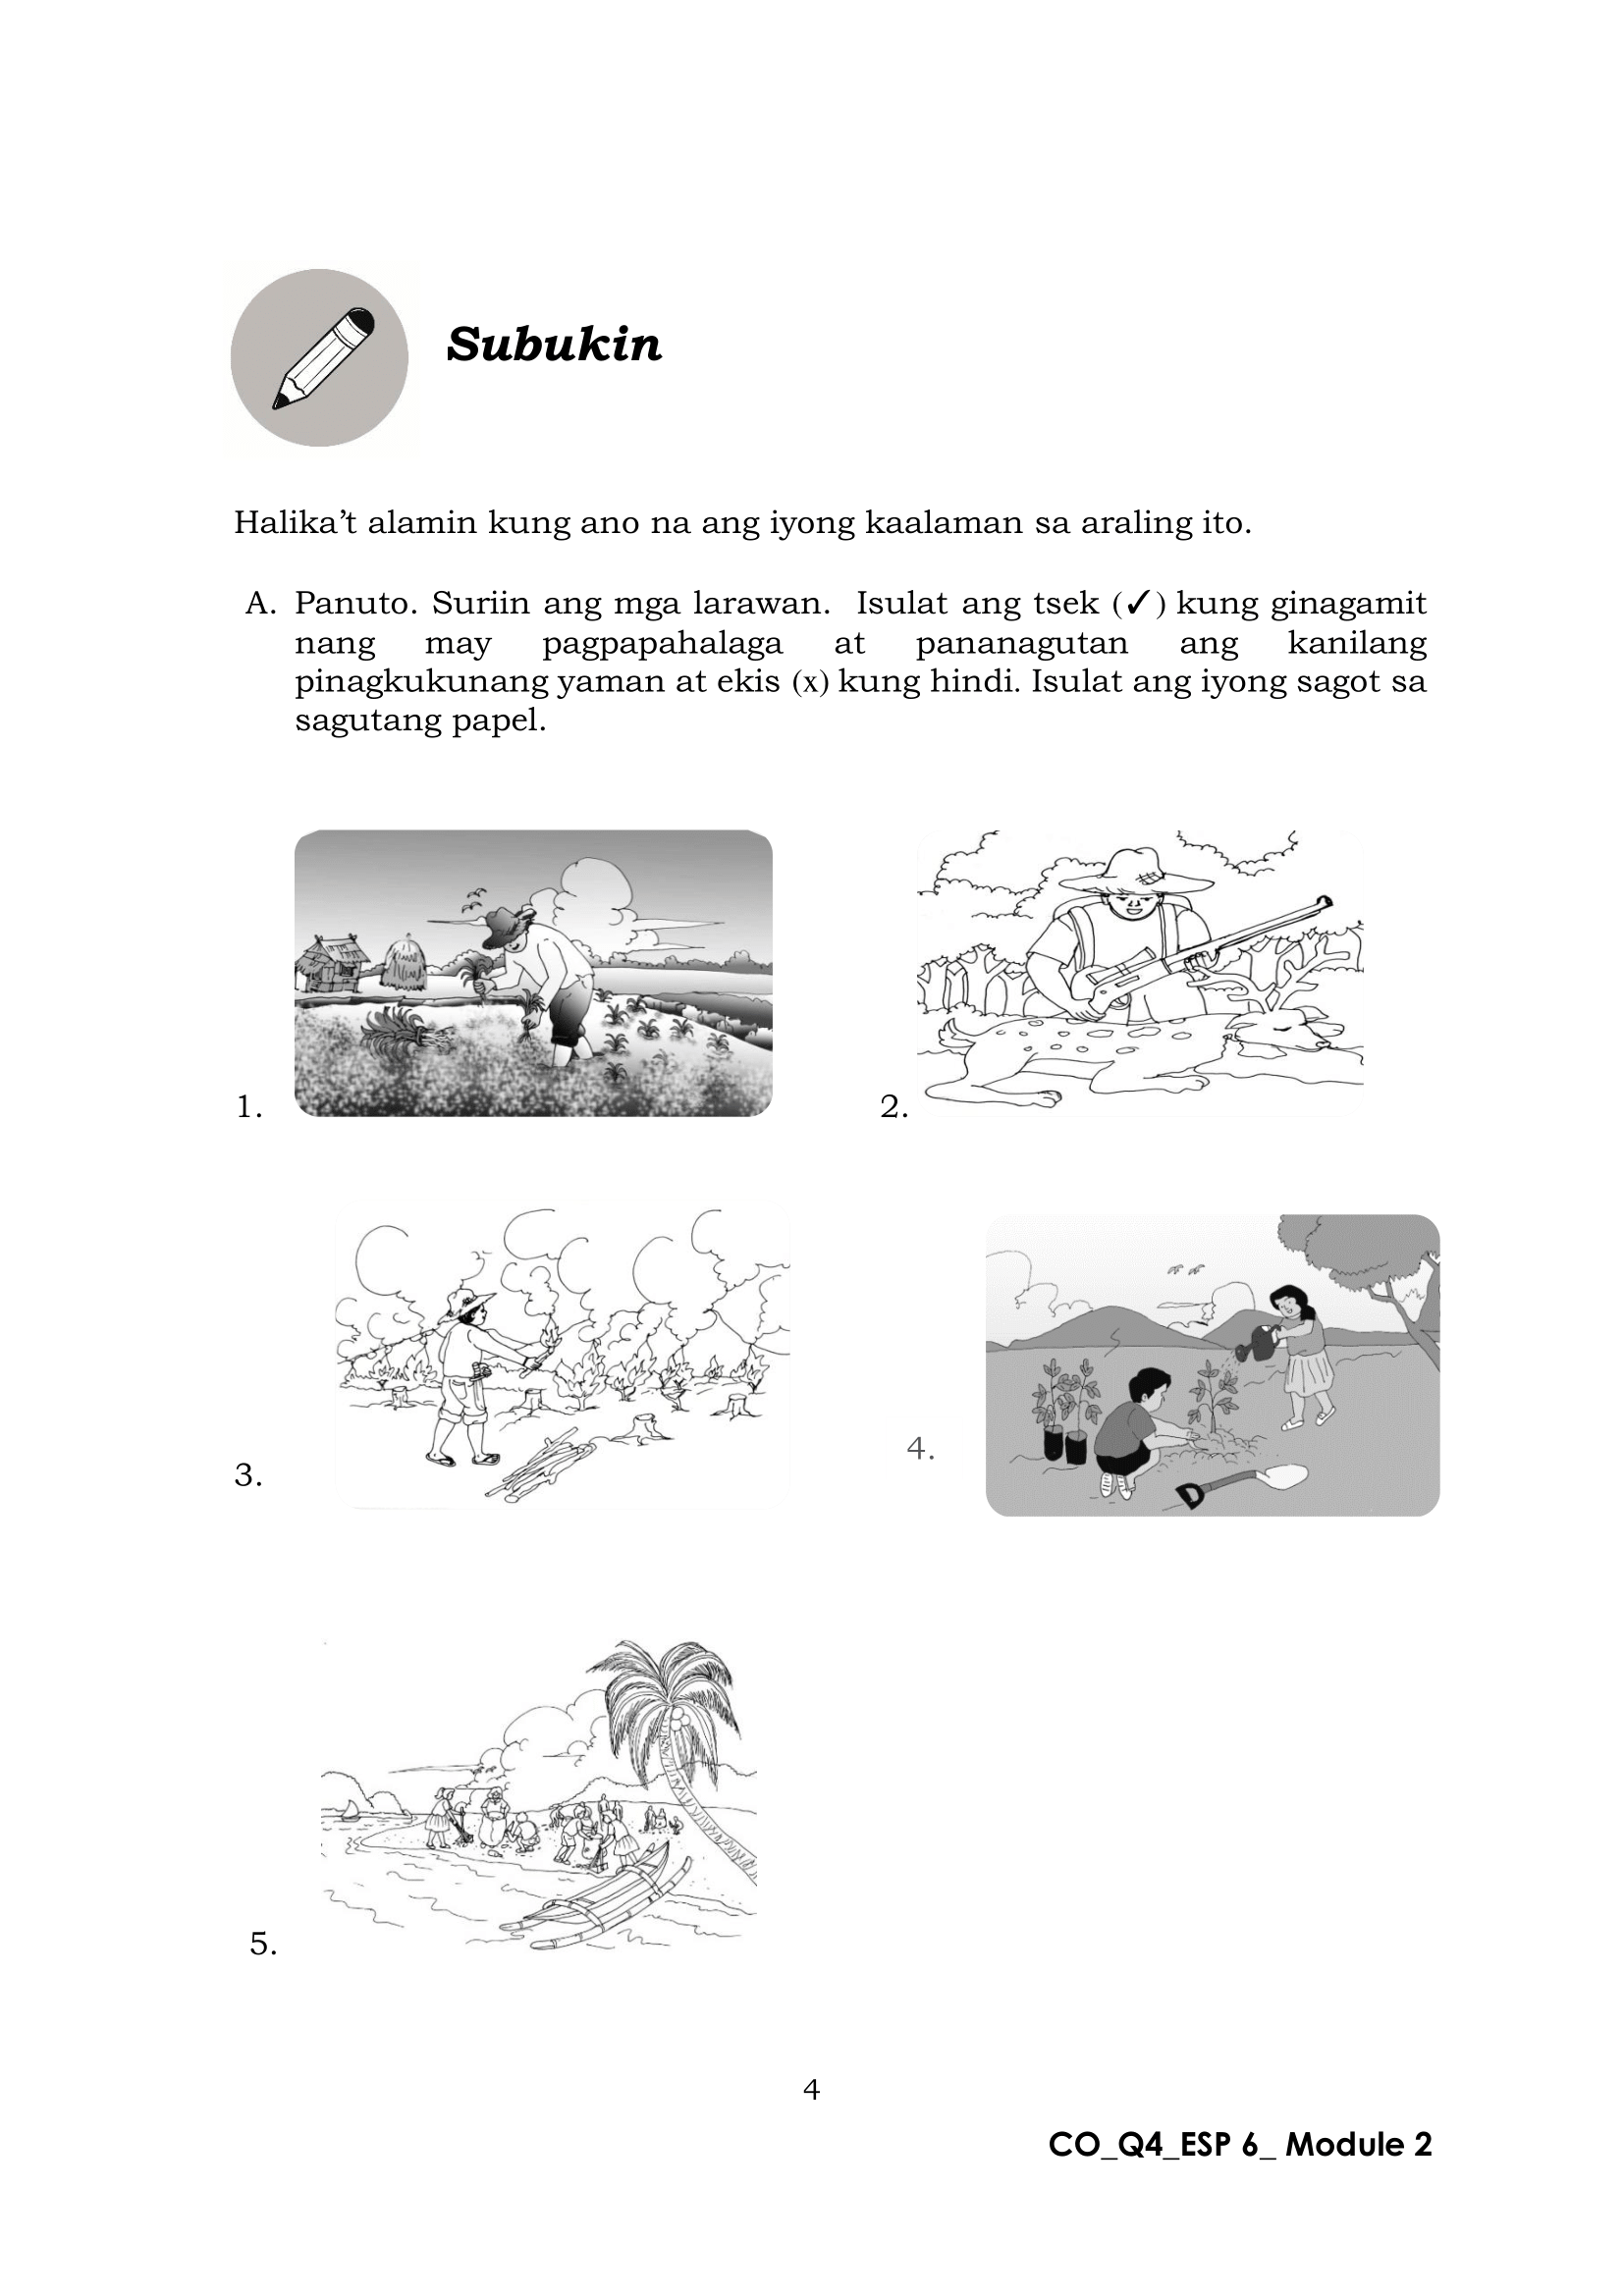 Subukin
Halika’t alamin kung ano na ang iyong kaalaman sa araling ito.
A. Panuto. Suriin ang mga larawan. Isulat ang tsek (✓) kung ginagamit
nang may pagpapahalaga at pananagutan ang kanilang
pinagkukunang yaman at ekis (x) kung hindi. Isulat ang iyong sagot sa
sagutang papel.
1.
2.
3.
4.
5.
4
CO_Q4_ESP 6_ Module 2